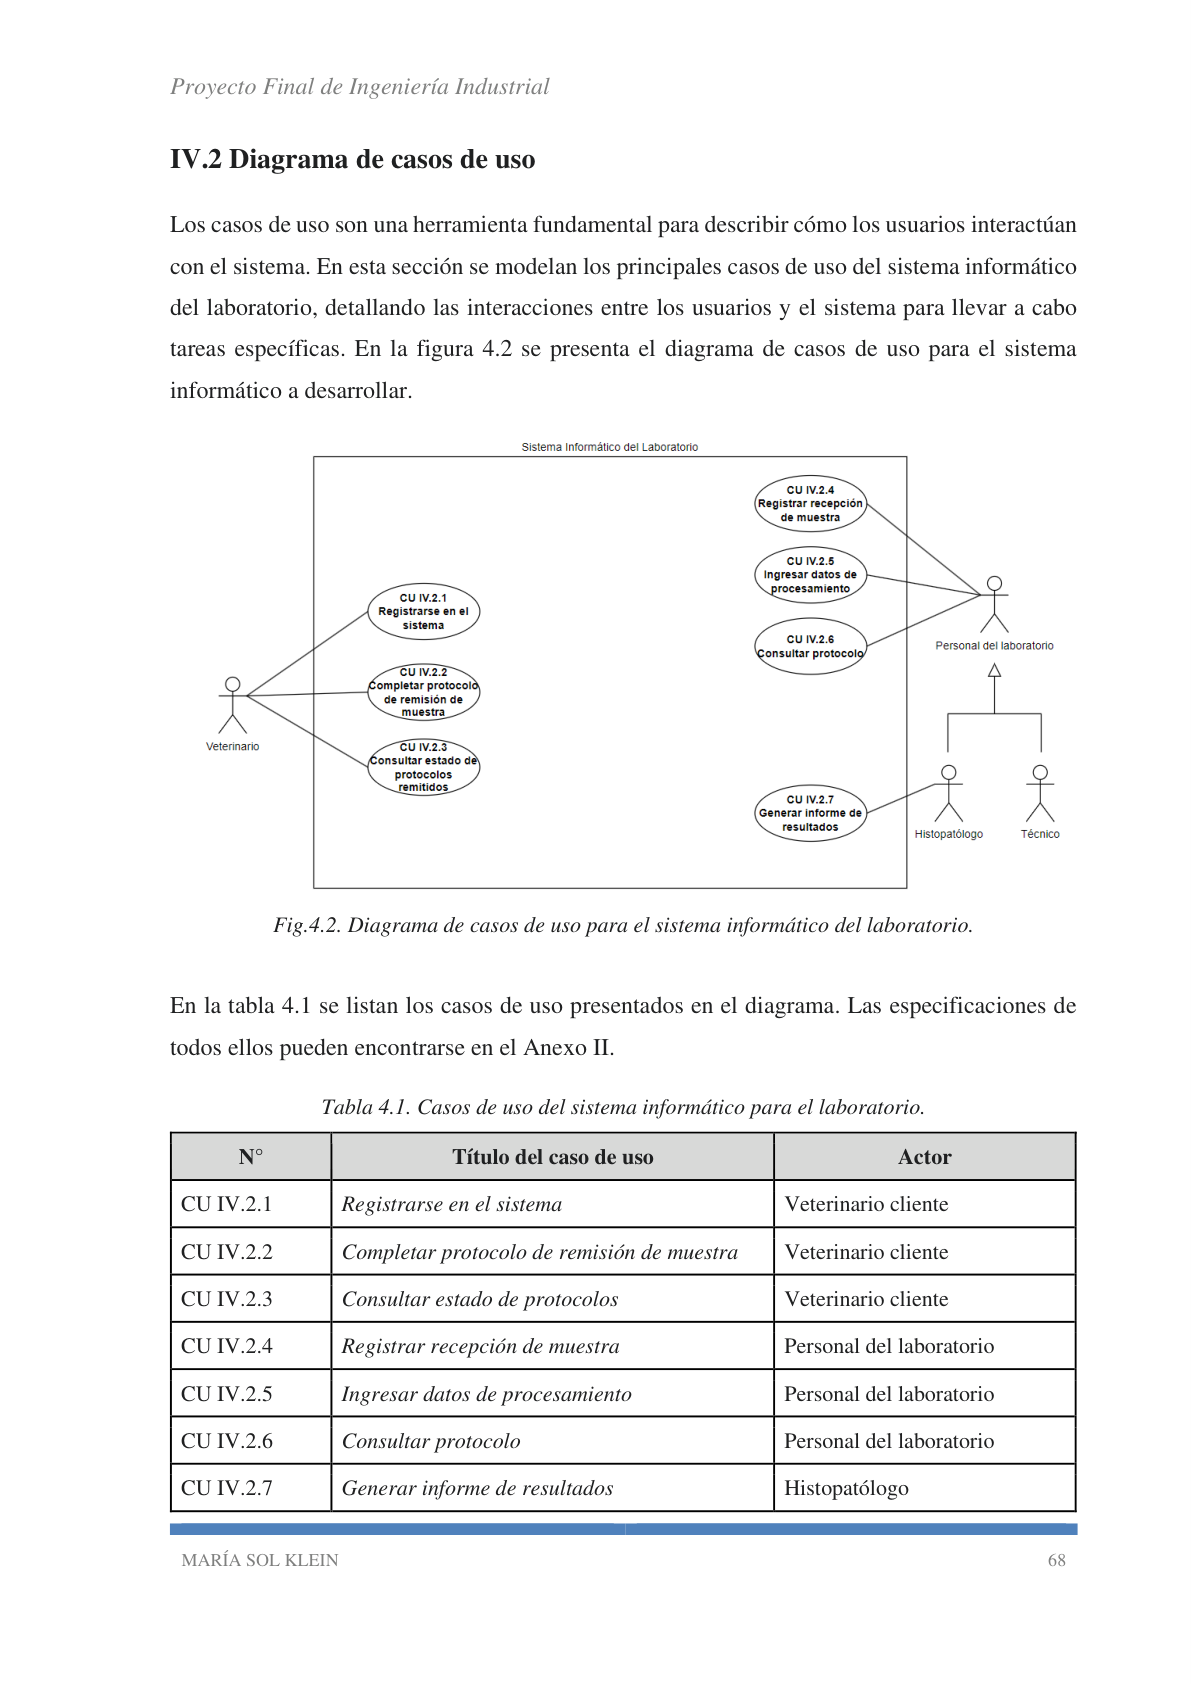 Proyecto Final de Ingeniería Industrial
IV.2 Diagrama de casos de uso
Los casos de uso son una herramienta fundamental para describir cómo los usuarios interactúan
con el sistema. En esta sección se modelan los principales casos de uso del sistema informático
del laboratorio, detallando las interacciones entre los usuarios y el sistema para llevar a cabo
tareas específicas. En la figura 4.2 se presenta el diagrama de casos de uso para el sistema
informático a desarrollar.
Sistema Informático del Laboratorio
CU IV.2.4
Registrar recepción
de muestra
CU IV.2.5
Ingresar datos de
procesamiento
CU IV.2.6
Consultar protocolo
Personal del laboratorio
CU IV.2.1
Registrarse en el
sistema
CU IV.2.2
Completar protocolo
de remisión de
muestra
CU IV.2.3
Consultar estado de
protocolos
remitidos
Veterinario
CU IV.2.7
Generar informe de
resultados
Histopatólogo
Técnico
Fig.4.2. Diagrama de casos de uso para el sistema informático del laboratorio.
En la tabla 4.1 se listan los casos de uso presentados en el diagrama. Las especificaciones de
todos ellos pueden encontrarse en el Anexo II.
Tabla 4.1. Casos de uso del sistema informático para el laboratorio.
N° Título del caso de uso Actor
CU IV.2.1 Registrarse en el sistema Veterinario cliente
CU IV.2.2 Completar protocolo de remisión de muestra Veterinario cliente
CU IV.2.3 Consultar estado de protocolos Veterinario cliente
CU IV.2.4 Registrar recepción de muestra Personal del laboratorio
CU IV.2.5 Ingresar datos de procesamiento Personal del laboratorio
CU IV.2.6 Consultar protocolo Personal del laboratorio
CU IV.2.7 Generar informe de resultados Histopatólogo
MARÍA SOL KLEIN 68